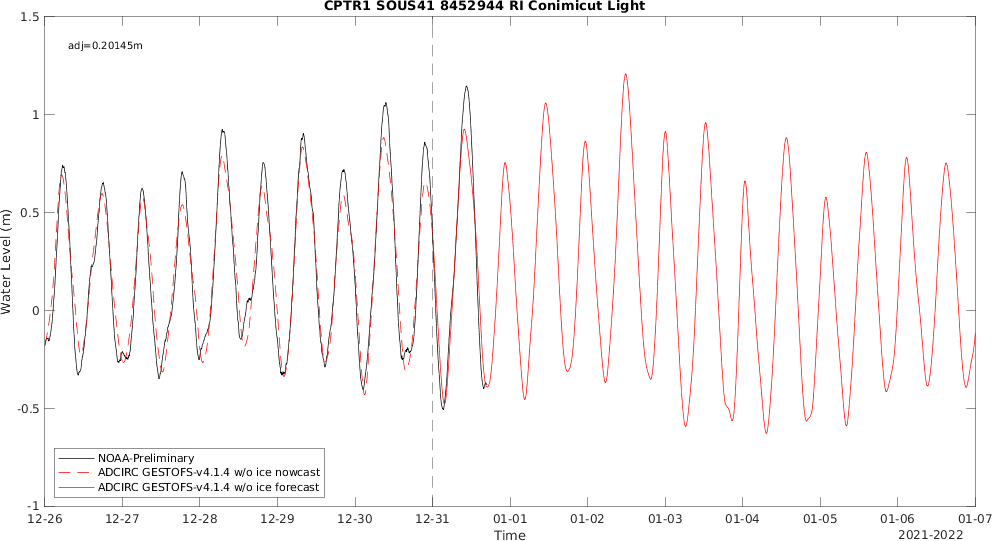 CPTR1 SOUS41 8452944 RI Conimicut Light
adj=0.20145m
1.5
1
0.5
0
-0.5
-1
Water Level (m)
NOAA-Preliminary
ADCIRC GESTOFS-v4.1.4 w/o ice nowcast
ADCIRC GESTOFS-v4.1.4 w/o ice forecast
12-26 12-27 12-28 12-29 12-30 12-31 01-01 01-02 01-03 01-04 01-05 01-06 01-07
Time
2021-2022